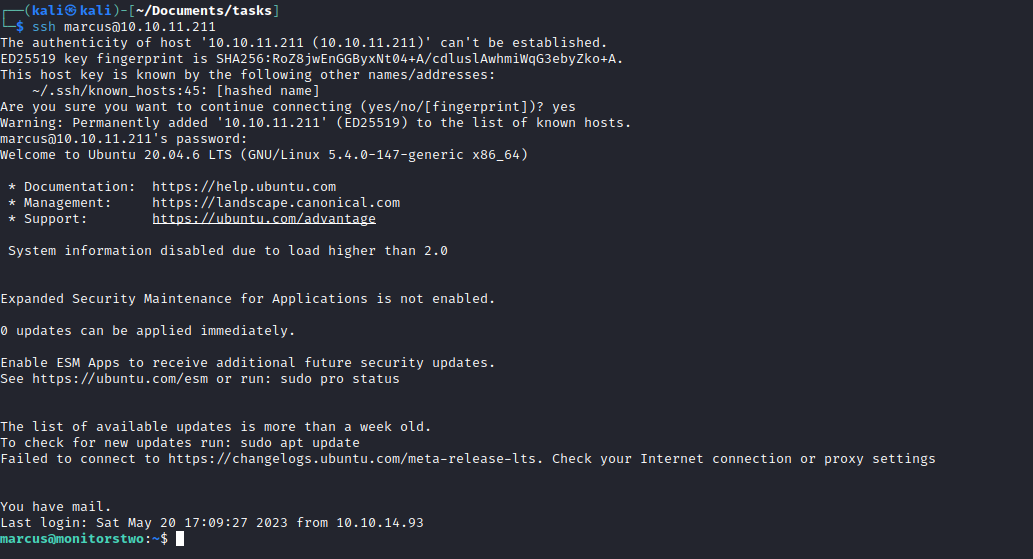 ┌──(kali㉿kali)-[~/Documents/tasks]
└─$ ssh marcus@10.10.11.211
The authenticity of host '10.10.11.211 (10.10.11.211)' can't be established.
ED25519 key fingerprint is SHA256:RoZ8jwEnGGByxNt04+A/cdluslAwhmiWqG3ebyZko+A.
This host key is known by the following other names/addresses:
    ~/.ssh/known_hosts:45: [hashed name]
Are you sure you want to continue connecting (yes/no/[fingerprint])? yes
Warning: Permanently added '10.10.11.211' (ED25519) to the list of known hosts.
marcus@10.10.11.211's password:
Welcome to Ubuntu 20.04.6 LTS (GNU/Linux 5.4.0-147-generic x86_64)
 * Documentation:  https://help.ubuntu.com
 * Management:     https://landscape.canonical.com
 * Support:        https://ubuntu.com/advantage
 System information disabled due to load higher than 2.0
Expanded Security Maintenance for Applications is not enabled.
0 updates can be applied immediately.
Enable ESM Apps to receive additional future security updates.
See https://ubuntu.com/esm or run: sudo pro status
The list of available updates is more than a week old.
To check for new updates run: sudo apt update
Failed to connect to https://changelogs.ubuntu.com/meta-release-lts. Check your Internet connection or proxy settings
You have mail.
Last login: Sat May 20 17:09:27 2023 from 10.10.14.93
marcus@monitorstwo:~$